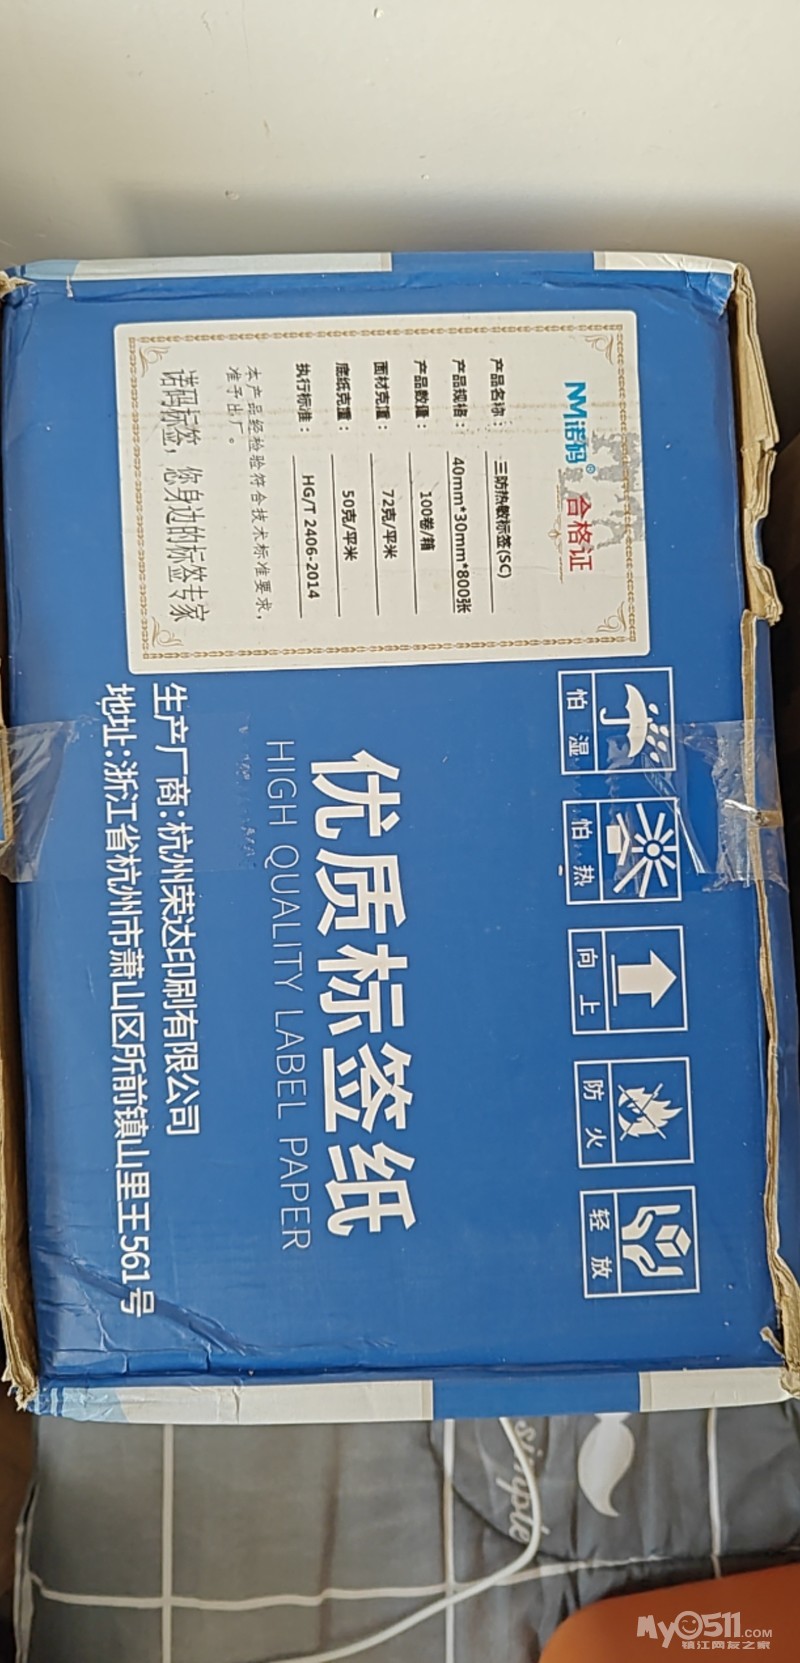 NM诺码®
合格证
产品名称： 三防热敏标签(SC)
产品规格： 40mm*30mm*800张
产品数量： 100卷/箱
面材克重： 72克/平米
底纸克重： 50克/平米
执行标准： HG/T 2406-2014
本产品经检验符合技术标准要求，
准予出厂。
诺码标签，您身边的标签专家
怕湿
怕热
向上
防火
轻放
优质标签纸
HIGH QUALITY LABEL PAPER
生产厂商:杭州荣达印刷有限公司
地址:浙江省杭州市萧山区所前镇山里王561号
simple
My0511.COM
镇江网友之家